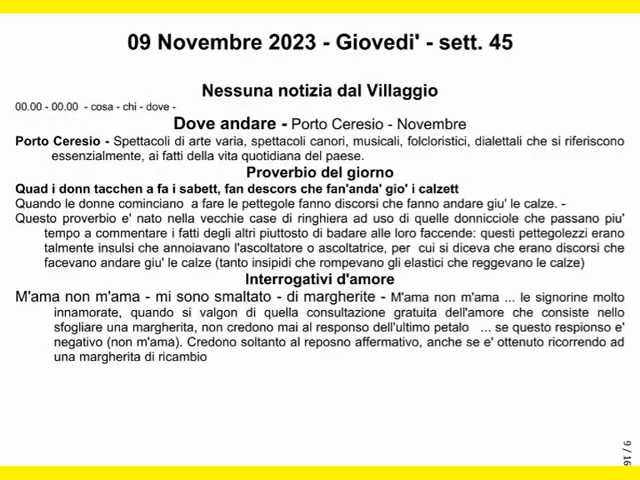 09 Novembre 2023 - Giovedi' - sett. 45
Nessuna notizia dal Villaggio
00.00 - 00.00 - cosa - chi - dove -
Dove andare - Porto Ceresio - Novembre
Porto Ceresio - Spettacoli di arte varia, spettacoli canori, musicali, folcloristici, dialettali che si riferiscono
essenzialmente, ai fatti della vita quotidiana del paese.
Proverbio del giorno
Quad i donn tacchen a fa i sabett, fan descors che fan'anda' gio' i calzett
Quando le donne cominciano a fare le pettegole fanno discorsi che fanno andare giu' le calze. -
Questo proverbio e' nato nella vecchie case di ringhiera ad uso di quelle donnicciole che passano piu'
tempo a commentare i fatti degli altri piuttosto di badare alle loro faccende: questi pettegolezzi erano
talmente insulsi che annoiavano l'ascoltatore o ascoltatrice, per cui si diceva che erano discorsi che
facevano andare giu' le calze (tanto insipidi che rompevano gli elastici che reggevano le calze)
Interrogativi d'amore
M'ama non m'ama - mi sono smaltato - di margherite - M'ama non m'ama ... le signorine molto
innamorate, quando si valgon di quella consultazione gratuita dell'amore che consiste nello
sfogliare una margherita, non credono mai al responso dell'ultimo petalo ... se questo respionso e'
negativo (non m'ama). Credono soltanto al reposno affermativo, anche se e' ottenuto ricorrendo ad
una margherita di ricambio
9 / 16